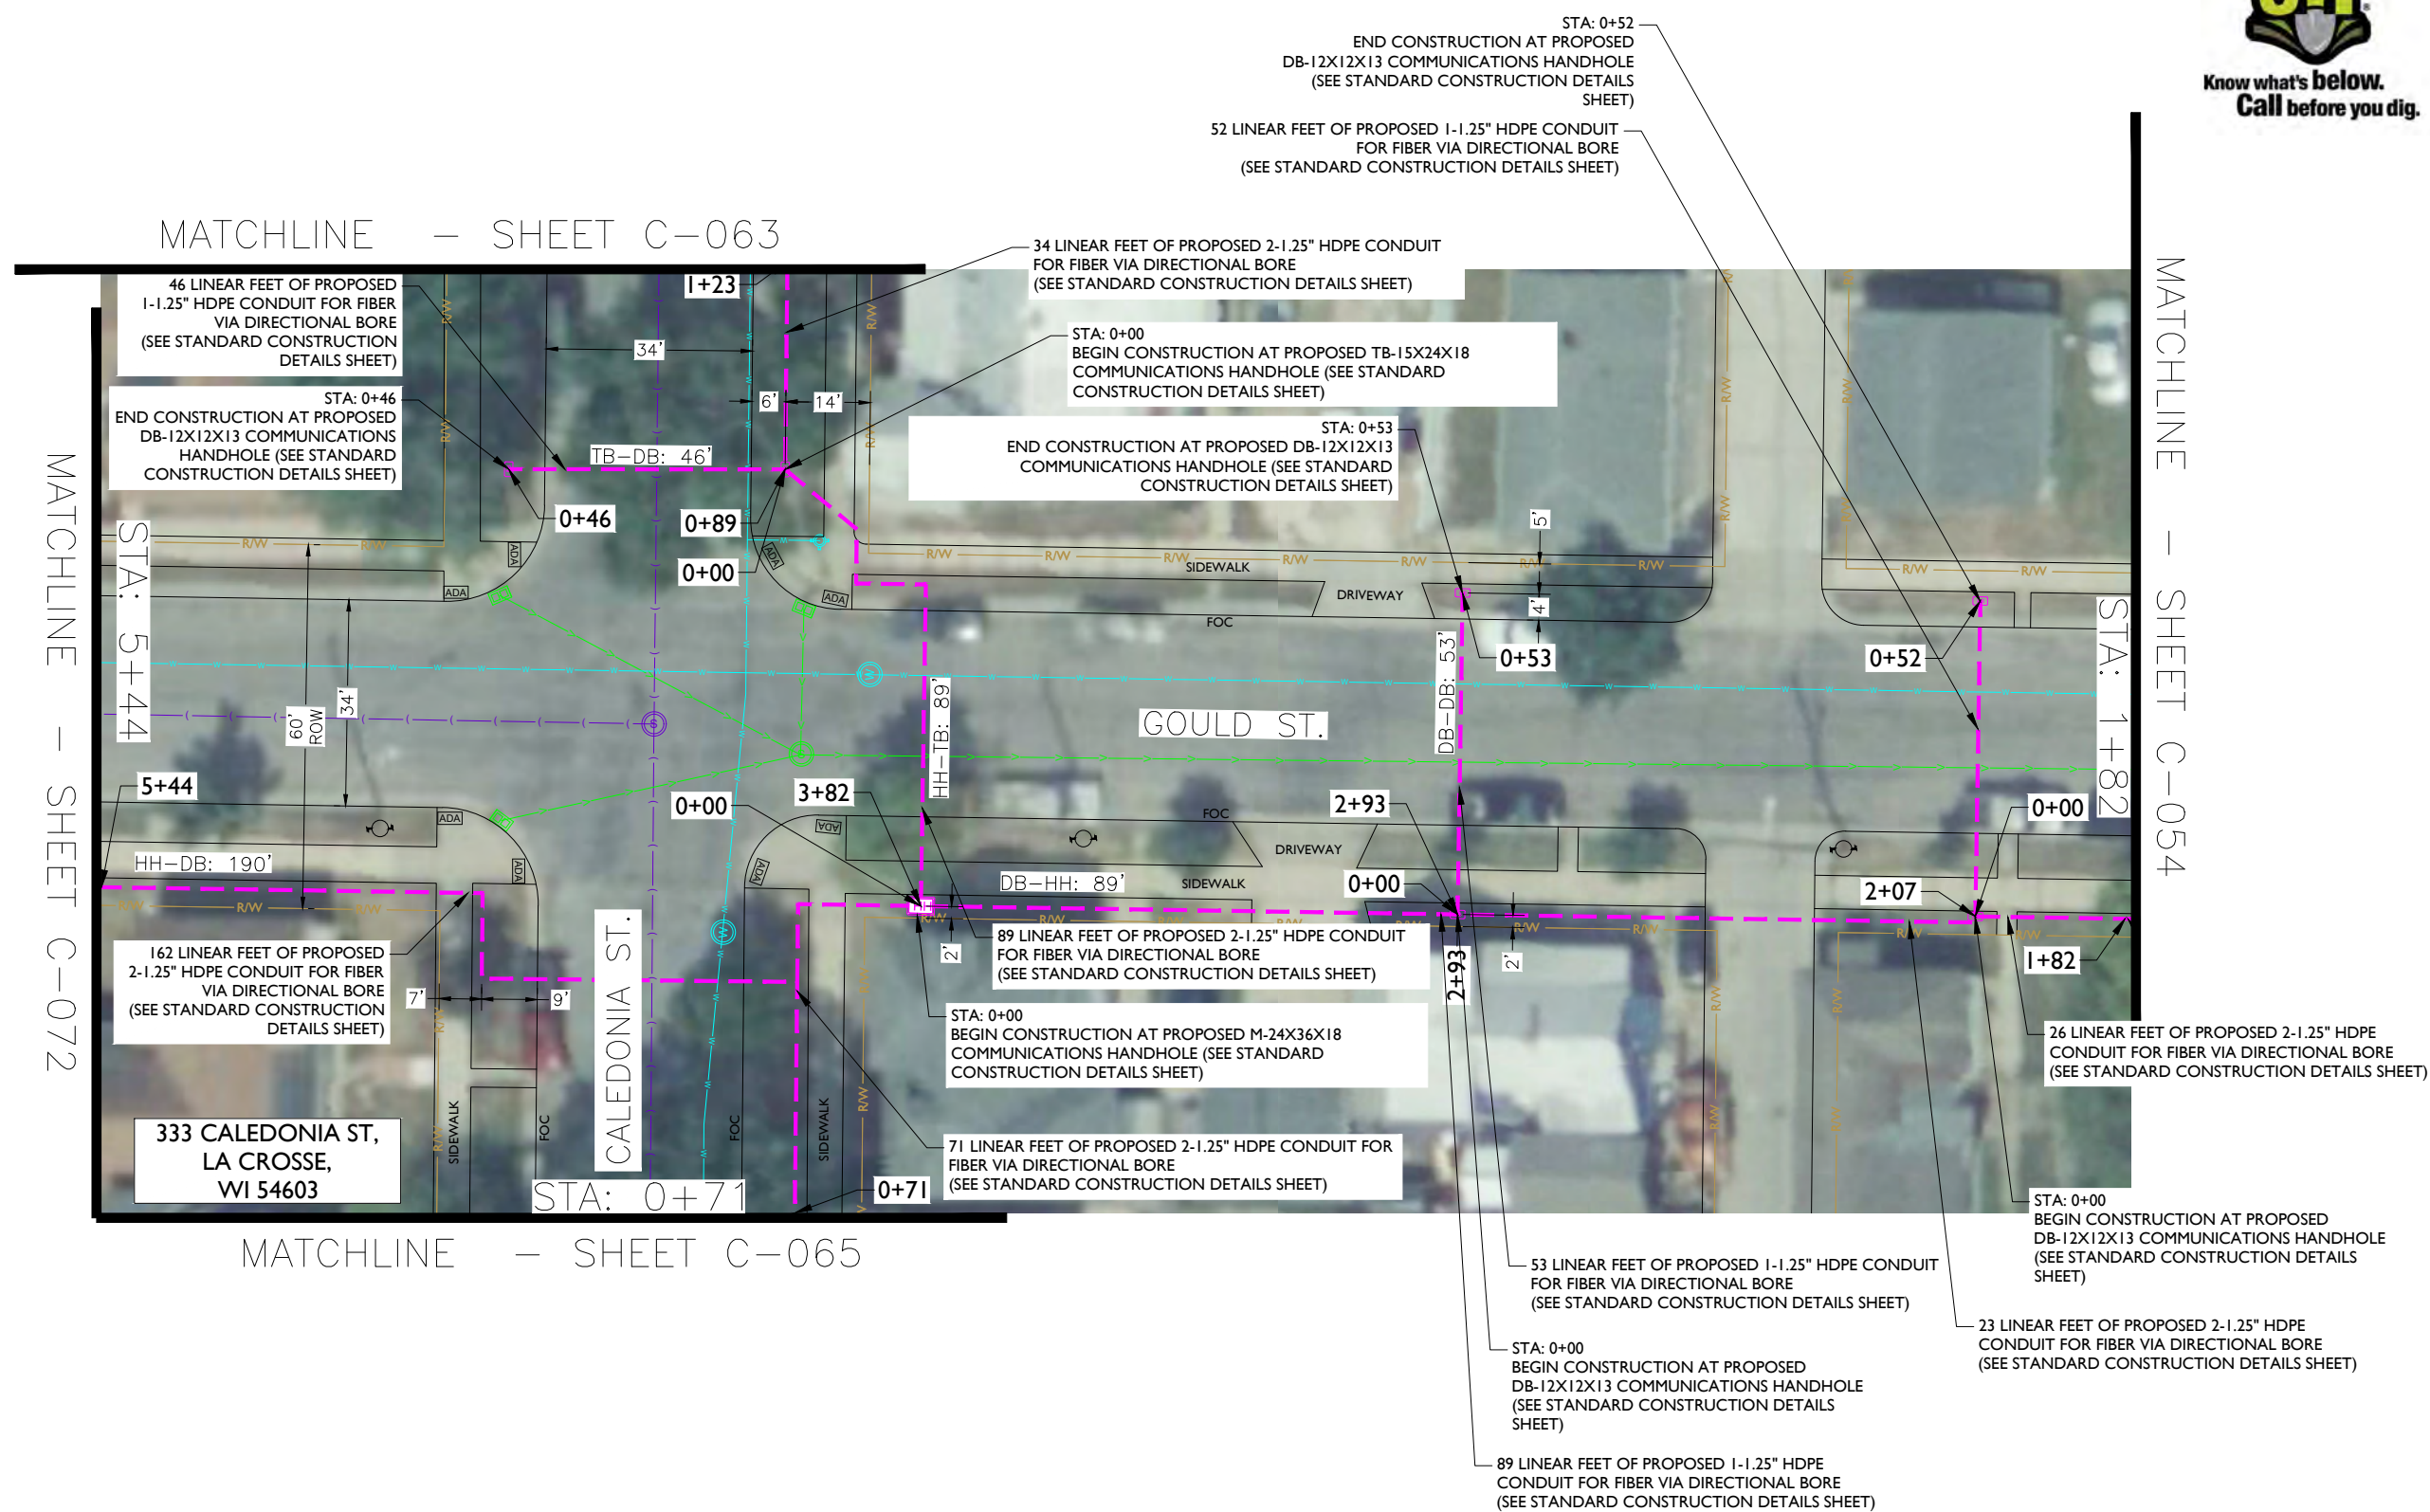 STA: 0+52
END CONSTRUCTION AT PROPOSED
DB-12X12X13 COMMUNICATIONS HANDHOLE
(SEE STANDARD CONSTRUCTION DETAILS
SHEET)
Know what's below.
Call before you dig.
52 LINEAR FEET OF PROPOSED 1-1.25" HDPE CONDUIT
FOR FIBER VIA DIRECTIONAL BORE
(SEE STANDARD CONSTRUCTION DETAILS SHEET)
MATCHLINE - SHEET C-063
34 LINEAR FEET OF PROPOSED 2-1.25" HDPE CONDUIT
FOR FIBER VIA DIRECTIONAL BORE
(SEE STANDARD CONSTRUCTION DETAILS SHEET)
46 LINEAR FEET OF PROPOSED
1-1.25" HDPE CONDUIT FOR FIBER
VIA DIRECTIONAL BORE
(SEE STANDARD CONSTRUCTION
DETAILS SHEET)
1+23
34'
6'
14'
STA: 0+00
BEGIN CONSTRUCTION AT PROPOSED TB-15X24X18
COMMUNICATIONS HANDHOLE (SEE STANDARD
CONSTRUCTION DETAILS SHEET)
STA: 0+46
END CONSTRUCTION AT PROPOSED
DB-12X12X13 COMMUNICATIONS
HANDHOLE (SEE STANDARD
CONSTRUCTION DETAILS SHEET)
TB-DB: 46'
STA: 0+53
END CONSTRUCTION AT PROPOSED DB-12X12X13
COMMUNICATIONS HANDHOLE (SEE STANDARD
CONSTRUCTION DETAILS SHEET)
0+46
0+89
0+00
5'
4'
SIDEWALK
DRIVEWAY
FOC
R/W
R/W
R/W
R/W
R/W
R/W
R/W
R/W
R/W
R/W
ADA
ADA
ADA
ADA
0+53
0+52
MATCHLINE - SHEET C-072
STA: 5+44
60'
ROW
34'
HH-TB: 89'
GOULD ST.
DB-DB: 53'
STA: 1+82
MATCHLINE - SHEET C-054
5+44
0+00
3+82
2+93
0+00
FOC
DRIVEWAY
SIDEWALK
ADA
ADA
ADA
ADA
HH-DB: 190'
HH
DB-HH: 89'
0+00
2+07
1+82
2+93
2'
2'
R/W
R/W
R/W
R/W
R/W
R/W
R/W
R/W
R/W
162 LINEAR FEET OF PROPOSED
2-1.25" HDPE CONDUIT FOR FIBER
VIA DIRECTIONAL BORE
(SEE STANDARD CONSTRUCTION
DETAILS SHEET)
7'
9'
CALEDONIA ST.
89 LINEAR FEET OF PROPOSED 2-1.25" HDPE CONDUIT
FOR FIBER VIA DIRECTIONAL BORE
(SEE STANDARD CONSTRUCTION DETAILS SHEET)
STA: 0+00
BEGIN CONSTRUCTION AT PROPOSED M-24X36X18
COMMUNICATIONS HANDHOLE (SEE STANDARD
CONSTRUCTION DETAILS SHEET)
26 LINEAR FEET OF PROPOSED 2-1.25" HDPE
CONDUIT FOR FIBER VIA DIRECTIONAL BORE
(SEE STANDARD CONSTRUCTION DETAILS SHEET)
333 CALEDONIA ST,
LA CROSSE,
WI 54603
SIDEWALK
FOC
FOC
SIDEWALK
71 LINEAR FEET OF PROPOSED 2-1.25" HDPE CONDUIT FOR
FIBER VIA DIRECTIONAL BORE
(SEE STANDARD CONSTRUCTION DETAILS SHEET)
STA: 0+71
0+71
MATCHLINE - SHEET C-065
STA: 0+00
BEGIN CONSTRUCTION AT PROPOSED
DB-12X12X13 COMMUNICATIONS HANDHOLE
(SEE STANDARD CONSTRUCTION DETAILS
SHEET)
53 LINEAR FEET OF PROPOSED 1-1.25" HDPE CONDUIT
FOR FIBER VIA DIRECTIONAL BORE
(SEE STANDARD CONSTRUCTION DETAILS SHEET)
23 LINEAR FEET OF PROPOSED 2-1.25" HDPE
CONDUIT FOR FIBER VIA DIRECTIONAL BORE
(SEE STANDARD CONSTRUCTION DETAILS SHEET)
STA: 0+00
BEGIN CONSTRUCTION AT PROPOSED
DB-12X12X13 COMMUNICATIONS HANDHOLE
(SEE STANDARD CONSTRUCTION DETAILS
SHEET)
89 LINEAR FEET OF PROPOSED 1-1.25" HDPE
CONDUIT FOR FIBER VIA DIRECTIONAL BORE
(SEE STANDARD CONSTRUCTION DETAILS SHEET)